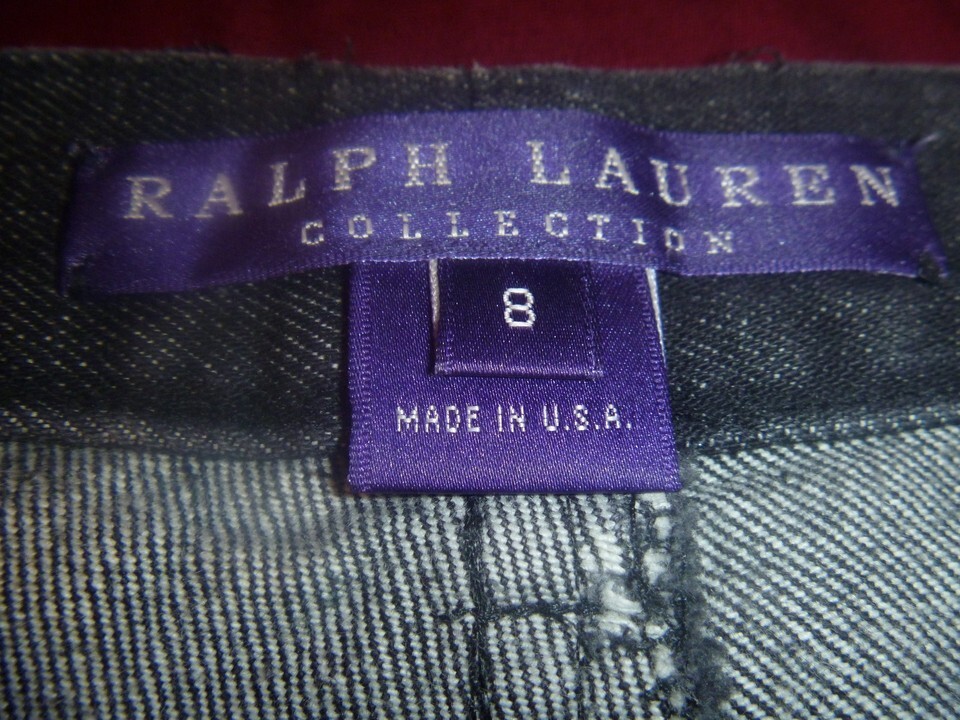 RALPH LAUREN
COLLECTION
8
MADE IN U.S.A.